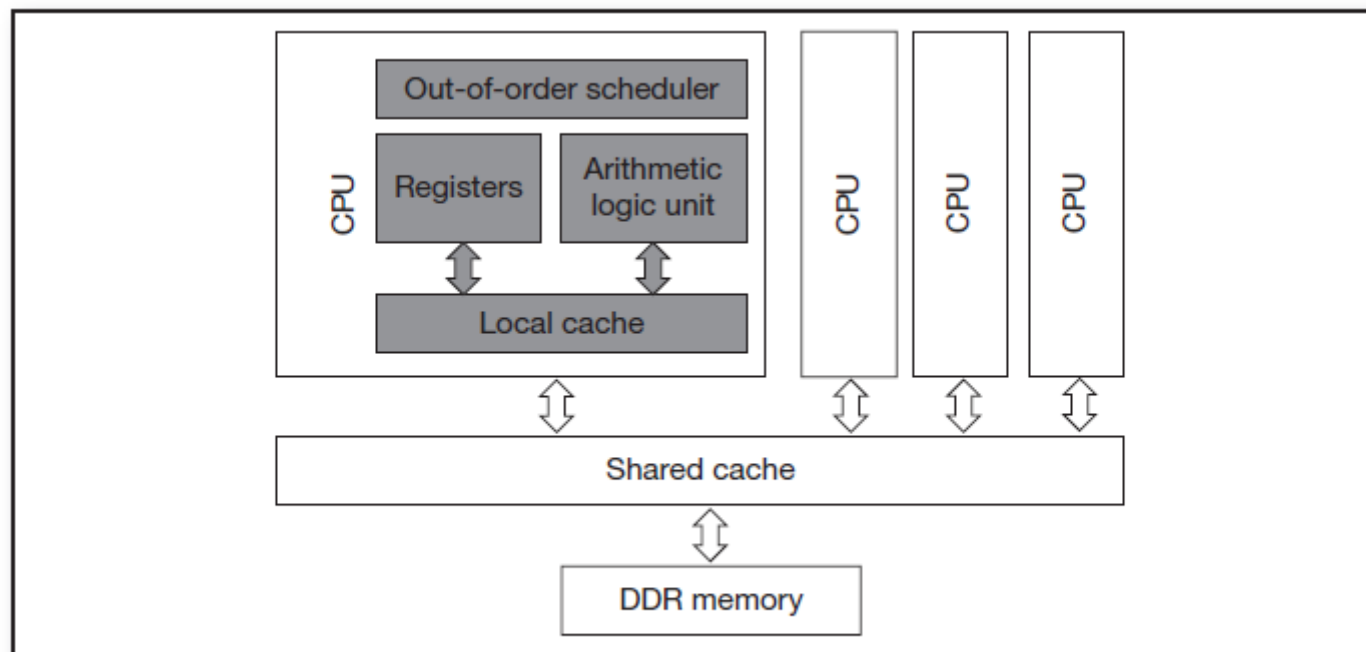 Out-of-order scheduler
CPU
Registers
Arithmetic
logic unit
Local cache
CPU
CPU
CPU
Shared cache
DDR memory